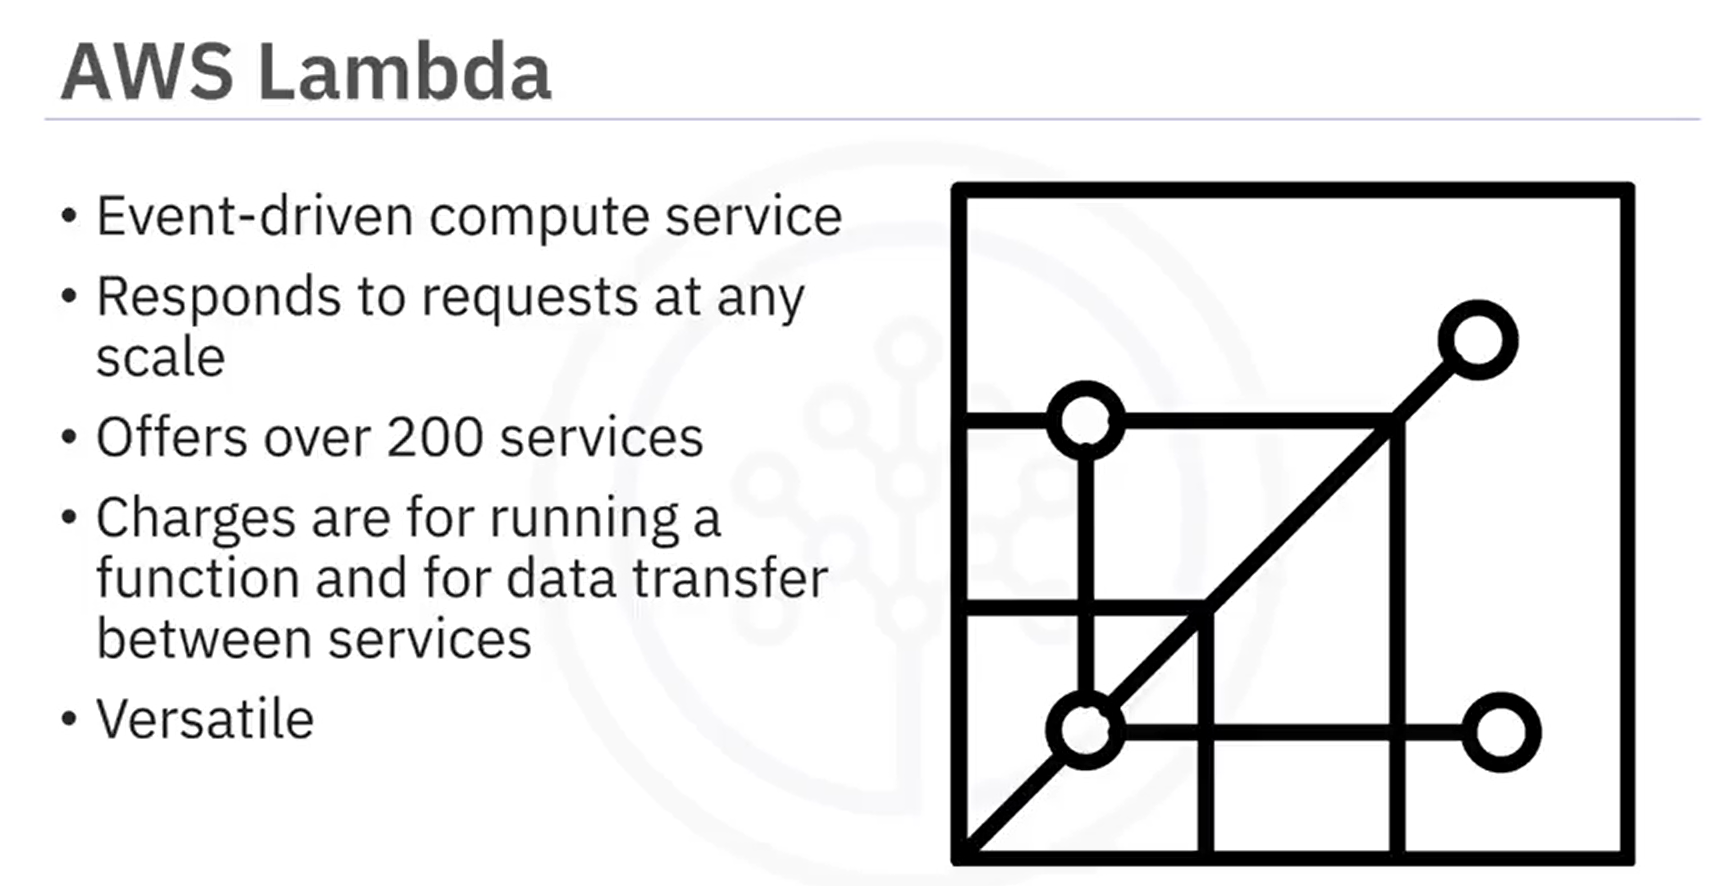 AWS Lambda
• Event-driven compute service
• Responds to requests at any
scale
• Offers over 200 services
• Charges are for running a
function and for data transfer
between services
• Versatile